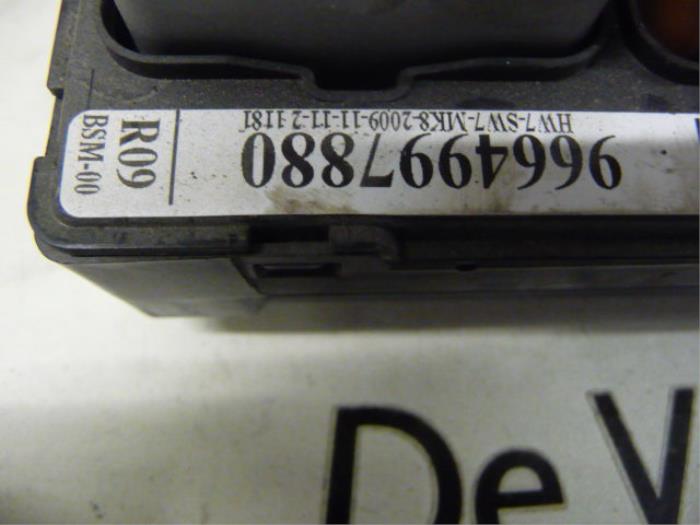 9664997880
HW7-SW7-MK8-2009-11-11-2 1181
R09
BSM-00
De V